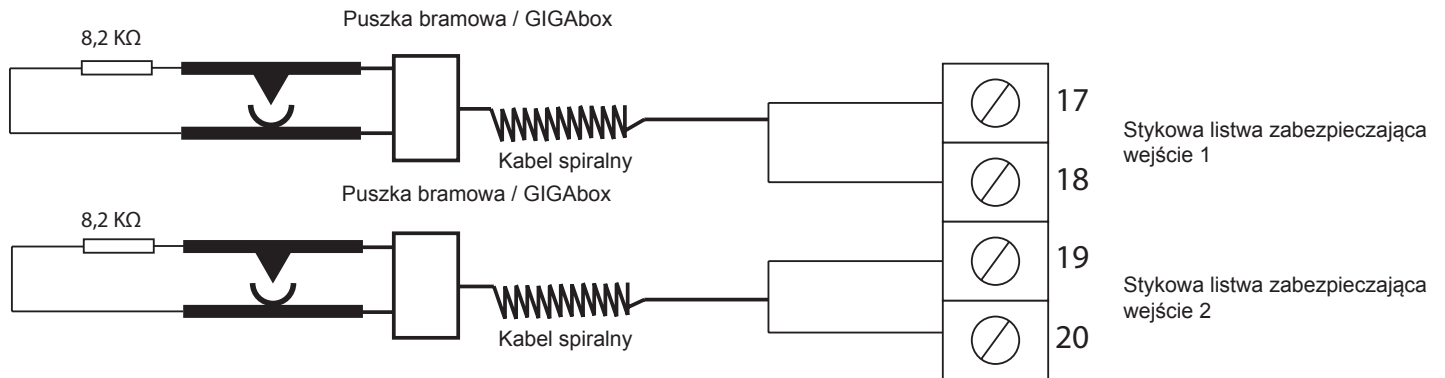 Puszka bramowa / GIGAbox
8,2 KΩ
17
Stykowa listwa zabezpieczająca
wejście 1
Kabel spiralny
18
Puszka bramowa / GIGAbox
8,2 KΩ
19
Stykowa listwa zabezpieczająca
wejście 2
Kabel spiralny
20